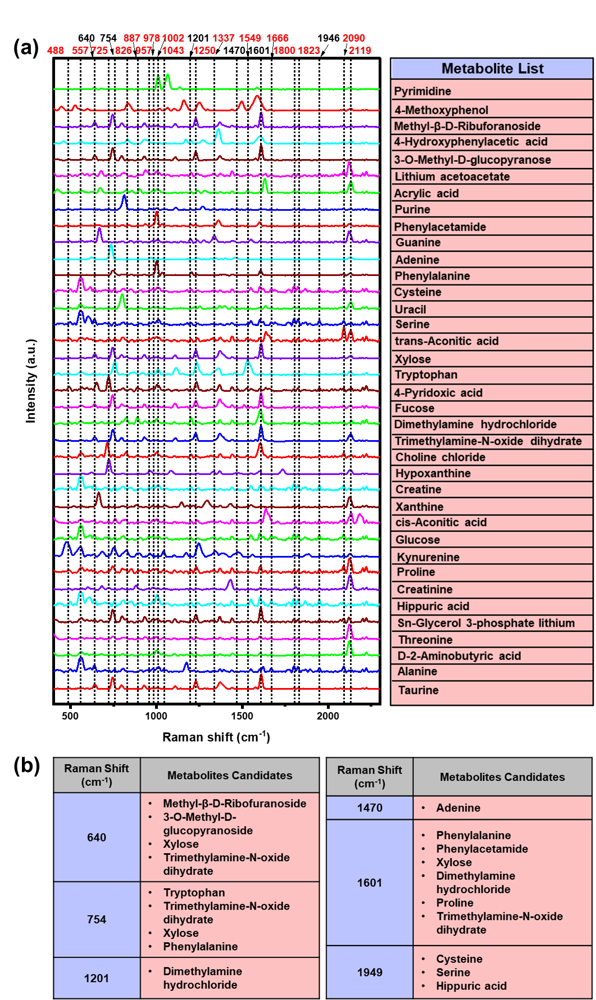 (a)
640 754 887 978 1002 1201 1337 1549 1666 1946 2090
488 557 725 826 957 1043 1250 1470 1601 1800 1823 2119
Metabolite List
Pyrimidine
4-Methoxyphenol
Methyl-β-D-Ribuforanoside
4-Hydroxyphenylacetic acid
3-O-Methyl-D-glucopyranose
Lithium acetoacetate
Acrylic acid
Purine
Phenylacetamide
Guanine
Adenine
Phenylalanine
Cysteine
Uracil
Serine
trans-Aconitic acid
Xylose
Tryptophan
4-Pyridoxic acid
Fucose
Dimethylamine hydrochloride
Trimethylamine-N-oxide dihydrate
Choline chloride
Hypoxanthine
Creatine
Xanthine
cis-Aconitic acid
Glucose
Kynurenine
Proline
Creatinine
Hippuric acid
Sn-Glycerol 3-phosphate lithium
Threonine
D-2-Aminobutyric acid
Alanine
Taurine
Intensity (a.u.)
500 1000 1500 2000
Raman shift (cm-1)
(b)
Raman Shift
(cm-1)
Metabolites Candidates
640
• Methyl-β-D-Ribofuranoside
• 3-O-Methyl-D-
glucopyranoside
• Xylose
• Trimethylamine-N-oxide
dihydrate
754
• Tryptophan
• Trimethylamine-N-oxide
dihydrate
• Xylose
• Phenylalanine
1201
• Dimethylamine
hydrochloride
Raman Shift
(cm-1)
Metabolites Candidates
1470
• Adenine
1601
• Phenylalanine
• Phenylacetamide
• Xylose
• Dimethylamine
hydrochloride
• Proline
• Trimethylamine-N-oxide
dihydrate
1949
• Cysteine
• Serine
• Hippuric acid